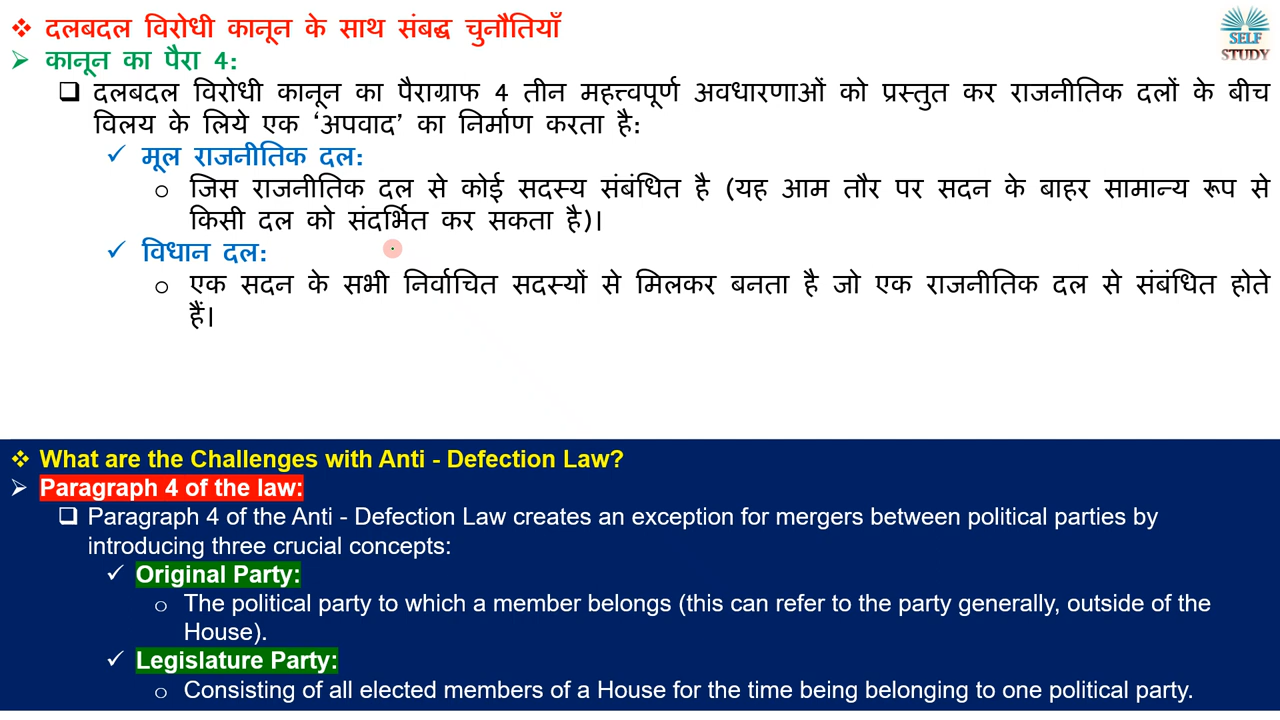 ❖ दलबदल विरोधी कानून के साथ संबद्ध चुनौतियाँ
SELF
STUDY
➢ कानून का पैरा 4:
❑ दलबदल विरोधी कानून का पैराग्राफ 4 तीन महत्त्वपूर्ण अवधारणाओं को प्रस्तुत कर राजनीतिक दलों के बीच
विलय के लिये एक ‘अपवाद’ का निर्माण करता है:
✓ मूल राजनीतिक दल:
o जिस राजनीतिक दल से कोई सदस्य संबंधित है (यह आम तौर पर सदन के बाहर सामान्य रूप से
किसी दल को संदर्भित कर सकता है)।
✓ विधान दल:
o एक सदन के सभी निर्वाचित सदस्यों से मिलकर बनता है जो एक राजनीतिक दल से संबंधित होते
हैं।
❖ What are the Challenges with Anti - Defection Law?
➢ Paragraph 4 of the law:
❑ Paragraph 4 of the Anti - Defection Law creates an exception for mergers between political parties by
introducing three crucial concepts:
✓ Original Party:
o The political party to which a member belongs (this can refer to the party generally, outside of the
House).
✓ Legislature Party:
o Consisting of all elected members of a House for the time being belonging to one political party.